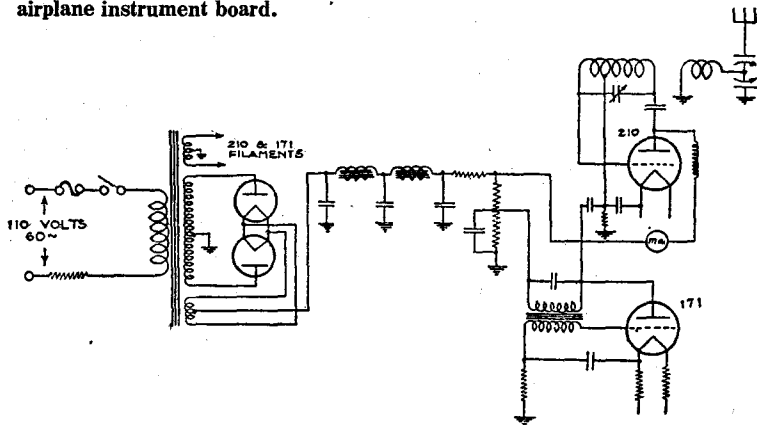 airplane instrument board.
210
210 & 171
FILAMENTS
110 VOLTS
60~
ma
171